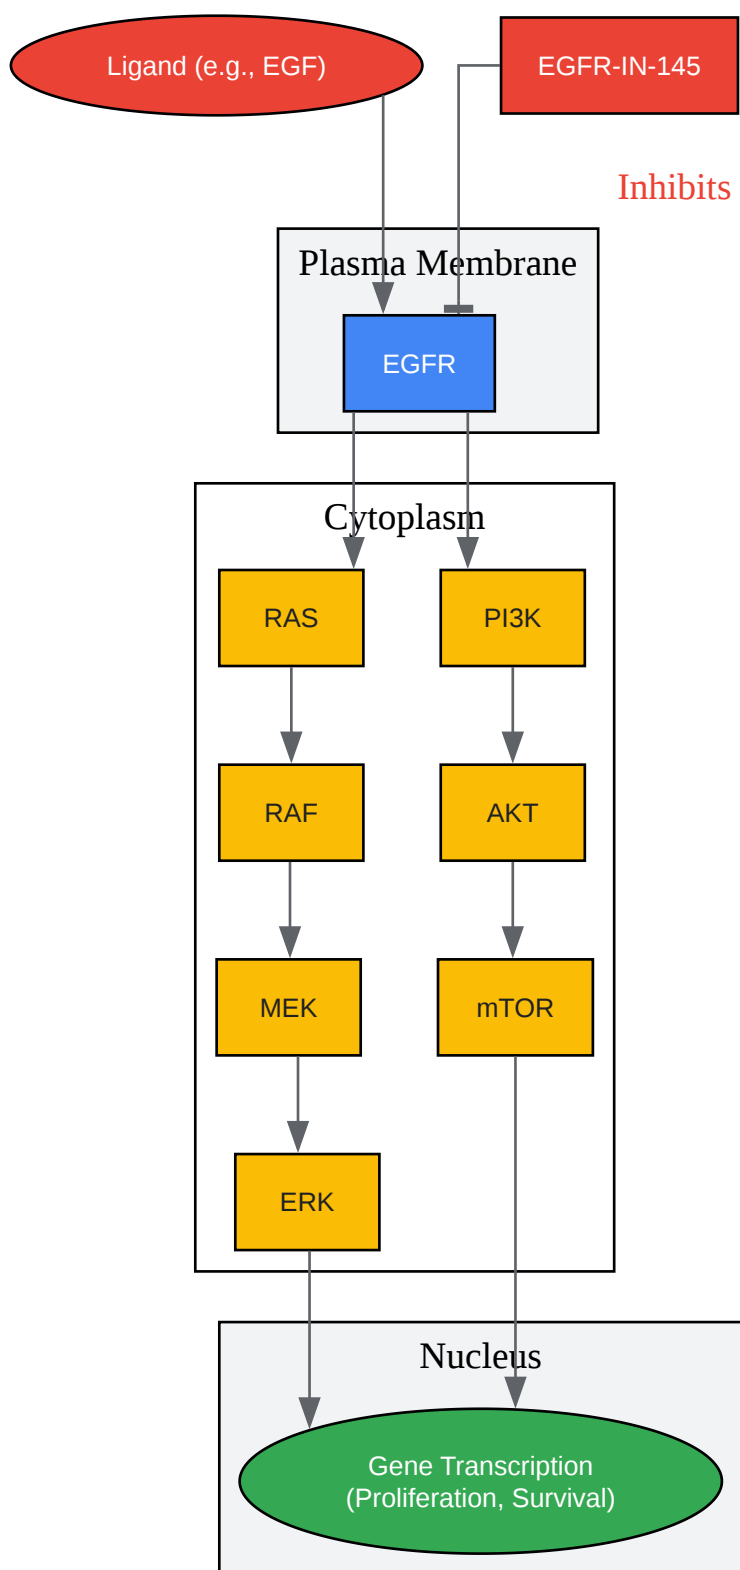 Ligand (e.g., EGF)
EGFR-IN-145
Inhibits
Plasma Membrane
EGFR
Cytoplasm
RAS
PI3K
RAF
AKT
MEK
mTOR
ERK
Nucleus
Gene Transcription
(Proliferation, Survival)